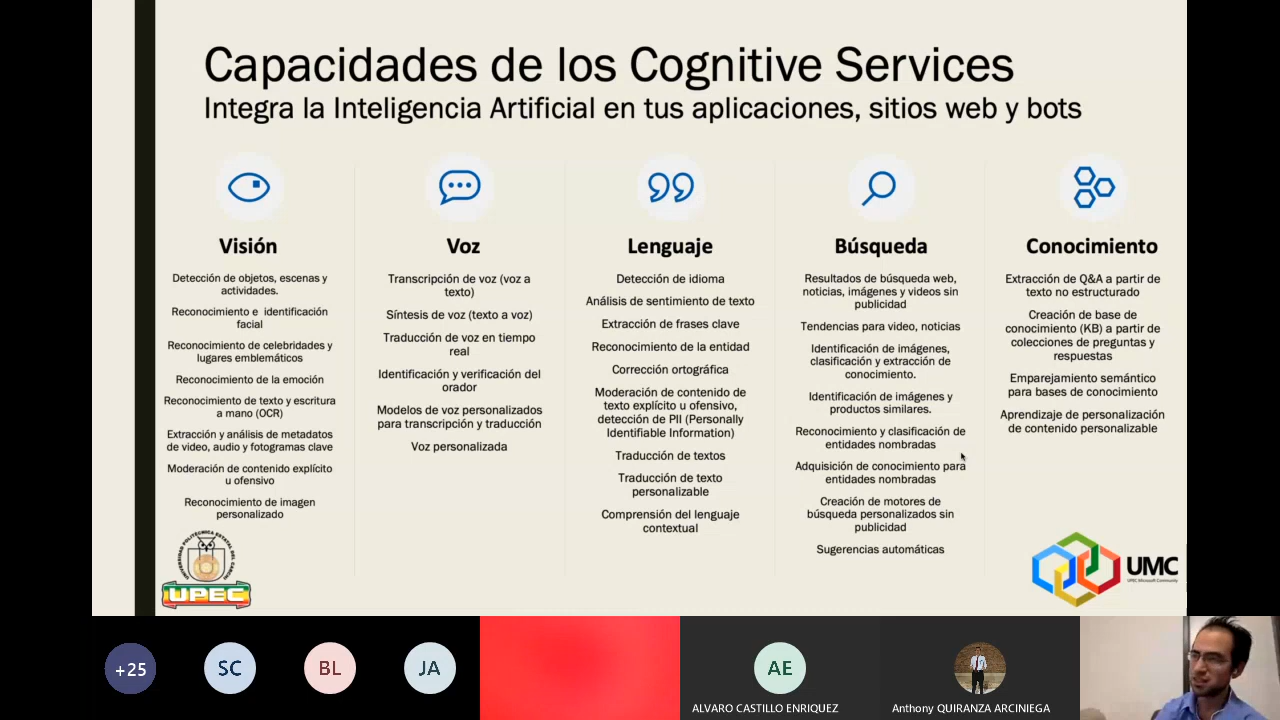 Capacidades de los Cognitive Services
Integra la Inteligencia Artificial en tus aplicaciones, sitios web y bots
Visión
Detección de objetos, escenas y
actividades.
Reconocimiento e identificación
facial
Reconocimiento de celebridades y
lugares emblemáticos
Reconocimiento de la emoción
Reconocimiento de texto y escritura
a mano (OCR)
Extracción y análisis de metadatos
de video, audio y fotogramas clave
Moderación de contenido explícito
u ofensivo
Reconocimiento de imagen
personalizado
Voz
Transcripción de voz (voz a
texto)
Síntesis de voz (texto a voz)
Traducción de voz en tiempo
real
Identificación y verificación del
orador
Modelos de voz personalizados
para transcripción y traducción
Voz personalizada
Lenguaje
Detección de idioma
Análisis de sentimiento de texto
Extracción de frases clave
Reconocimiento de la entidad
Corrección ortográfica
Moderación de contenido de
texto explícito u ofensivo,
detección de PII (Personally
Identifiable Information)
Traducción de textos
Traducción de texto
personalizable
Comprensión del lenguaje
contextual
Búsqueda
Resultados de búsqueda web,
noticias, imágenes y videos sin
publicidad
Tendencias para video, noticias
Identificación de imágenes,
clasificación y extracción de
conocimiento.
Identificación de imágenes y
productos similares.
Reconocimiento y clasificación de
entidades nombradas
Adquisición de conocimiento para
entidades nombradas
Creación de motores de
búsqueda personalizados sin
publicidad
Sugerencias automáticas
Conocimiento
Extracción de Q&A a partir de
texto no estructurado
Creación de base de
conocimiento (KB) a partir de
colecciones de preguntas y
respuestas
Emparejamiento semántico
para bases de conocimiento
Aprendizaje de personalización
de contenido personalizable
UPEC
UMC
UPEC Microsoft Community
+25
SC
BL
JA
AE
ALVARO CASTILLO ENRIQUEZ
Anthony QUIRANZA ARCINIEGA